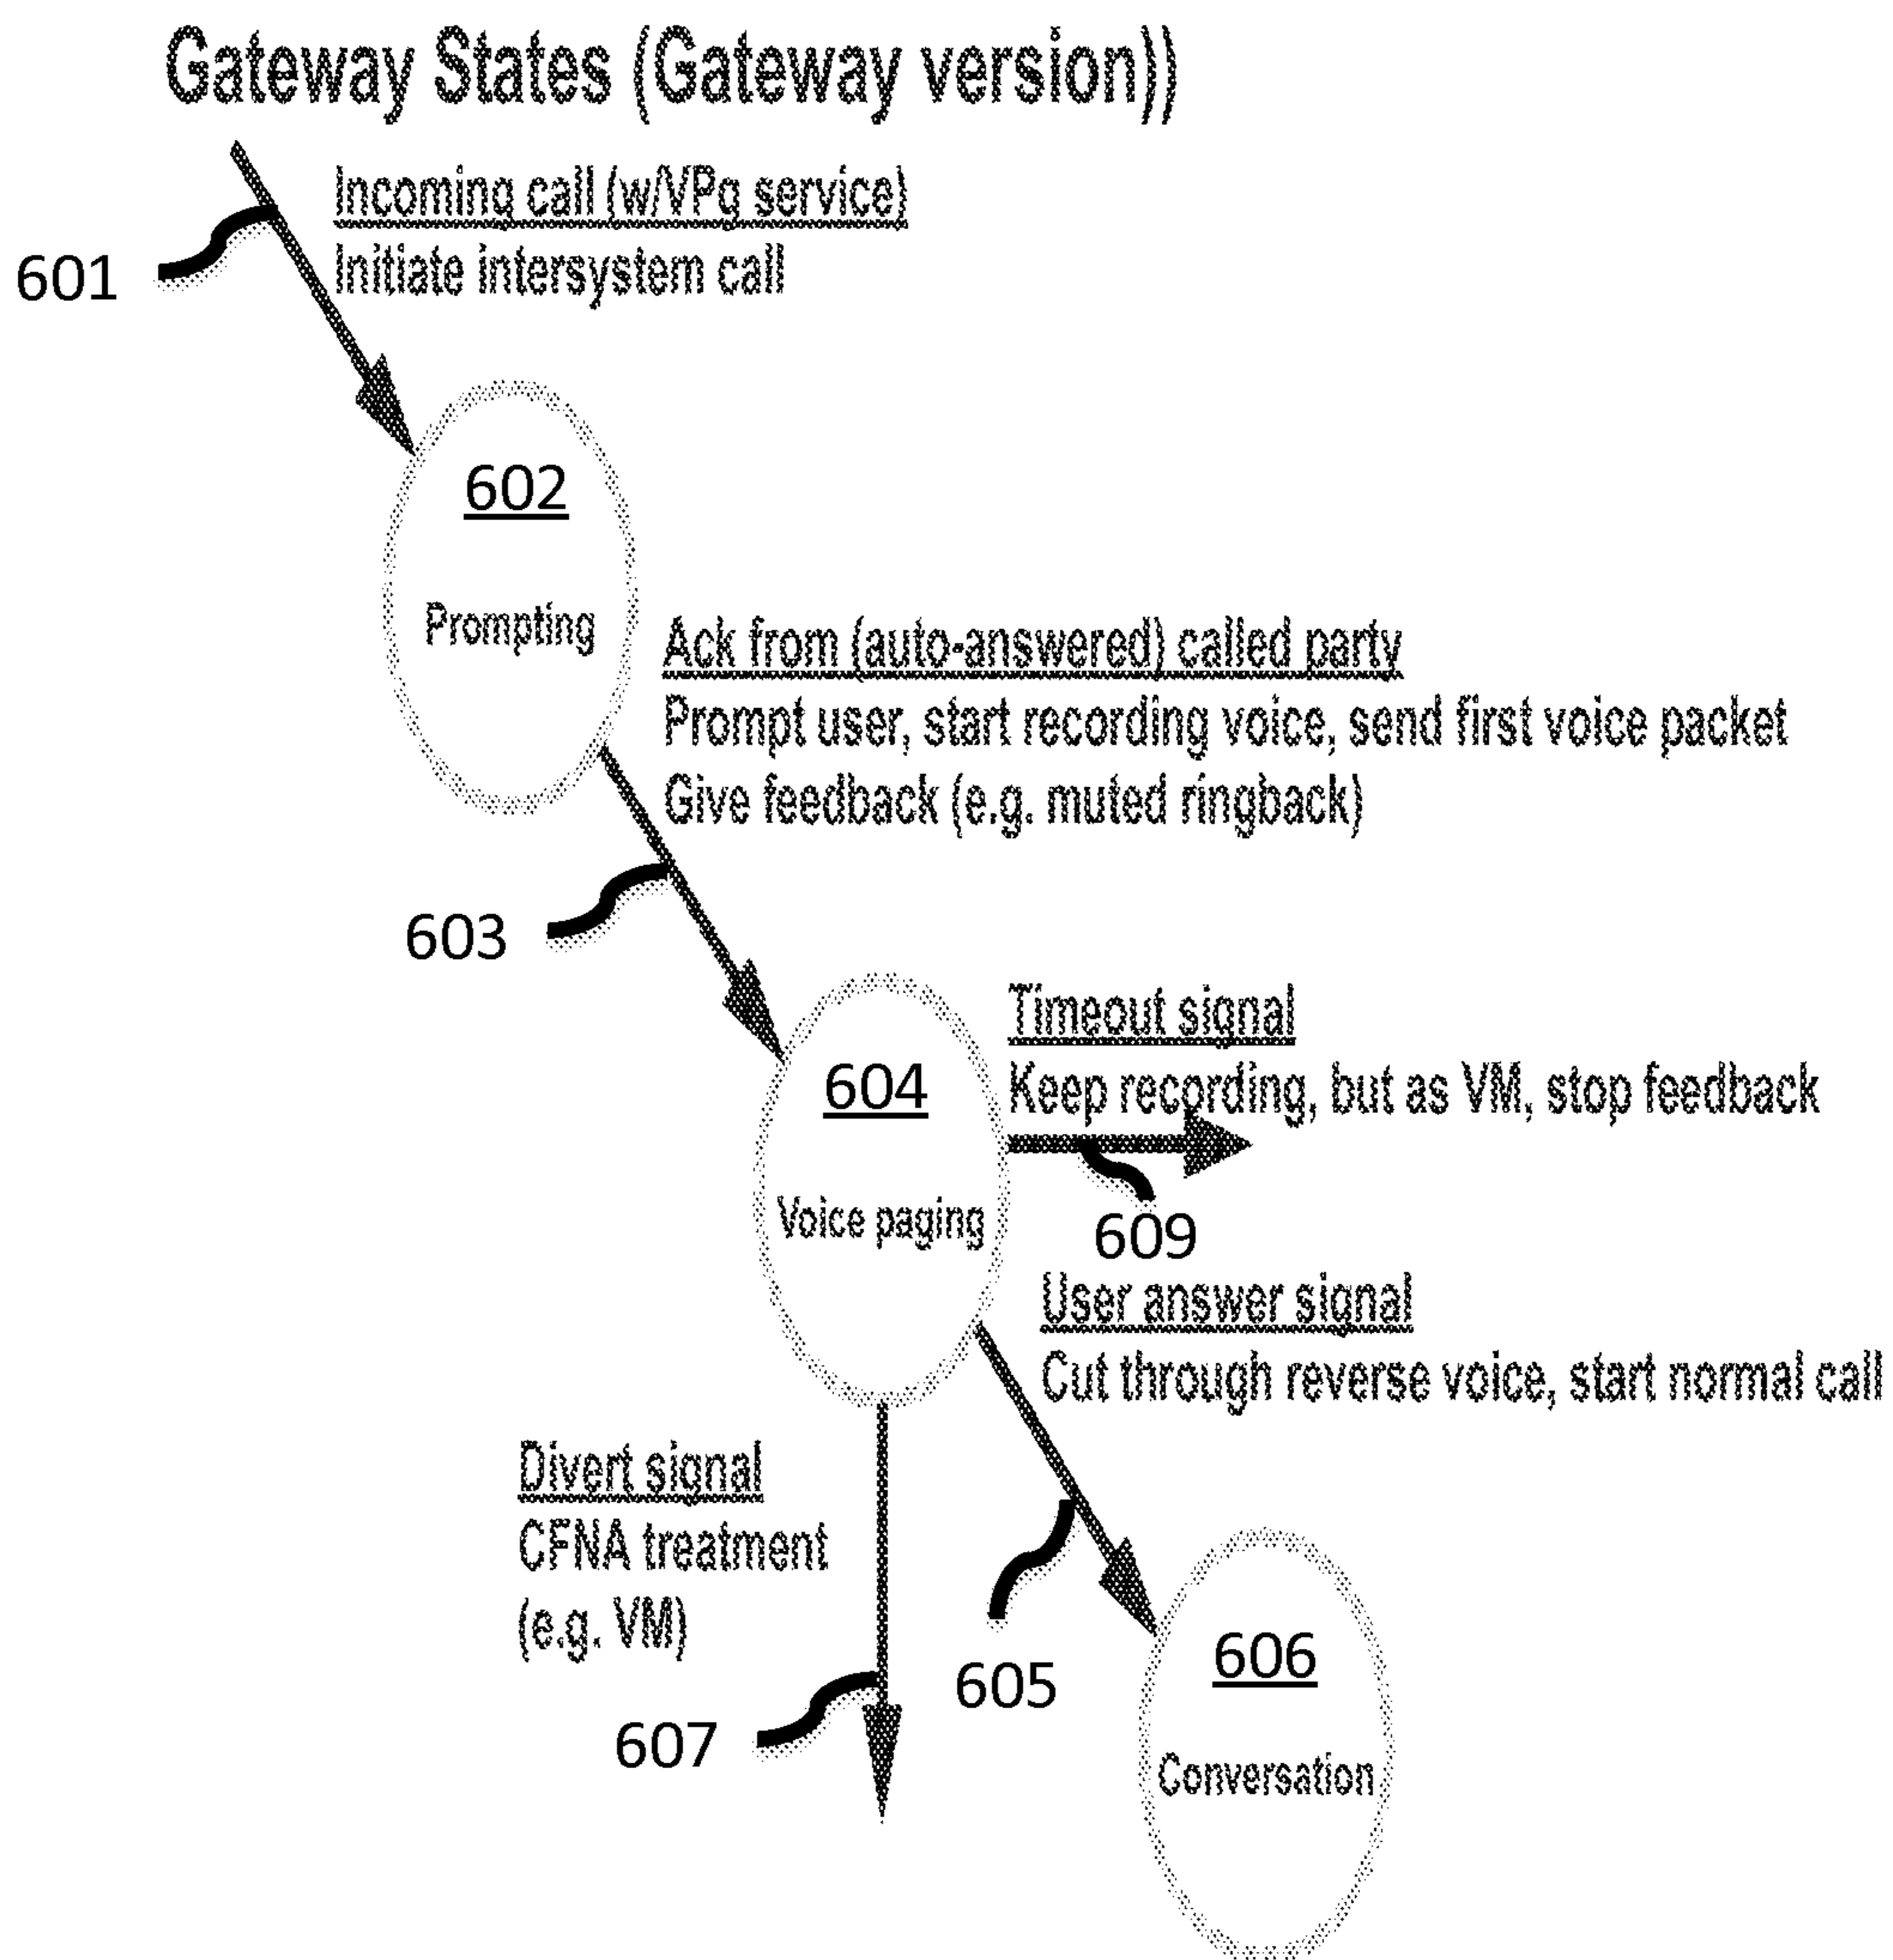 Gateway States (Gateway version))
Incoming call (w/VPg service)
Initiate intersystem call
601
602
Prompting
Ack from (auto-answered) called party
Prompt user, start recording voice, send first voice packet
Give feedback (e.g. muted ringback)
603
Timeout signal
Keep recording, but as VM, stop feedback
604
Voice paging
609
User answer signal
Cut through reverse voice, start normal call
Divert signal
CFNA treatment
(e.g. VM)
605
606
607
Conversation